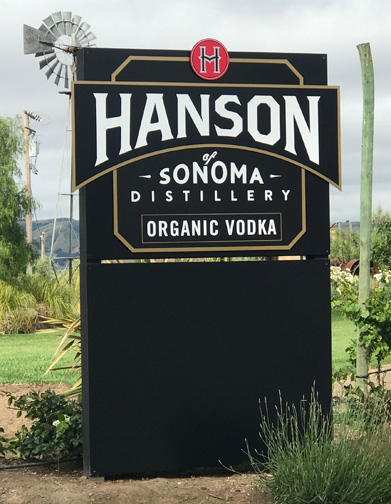 H
HANSON
of
SONOMA
DISTILLERY
ORGANIC VODKA